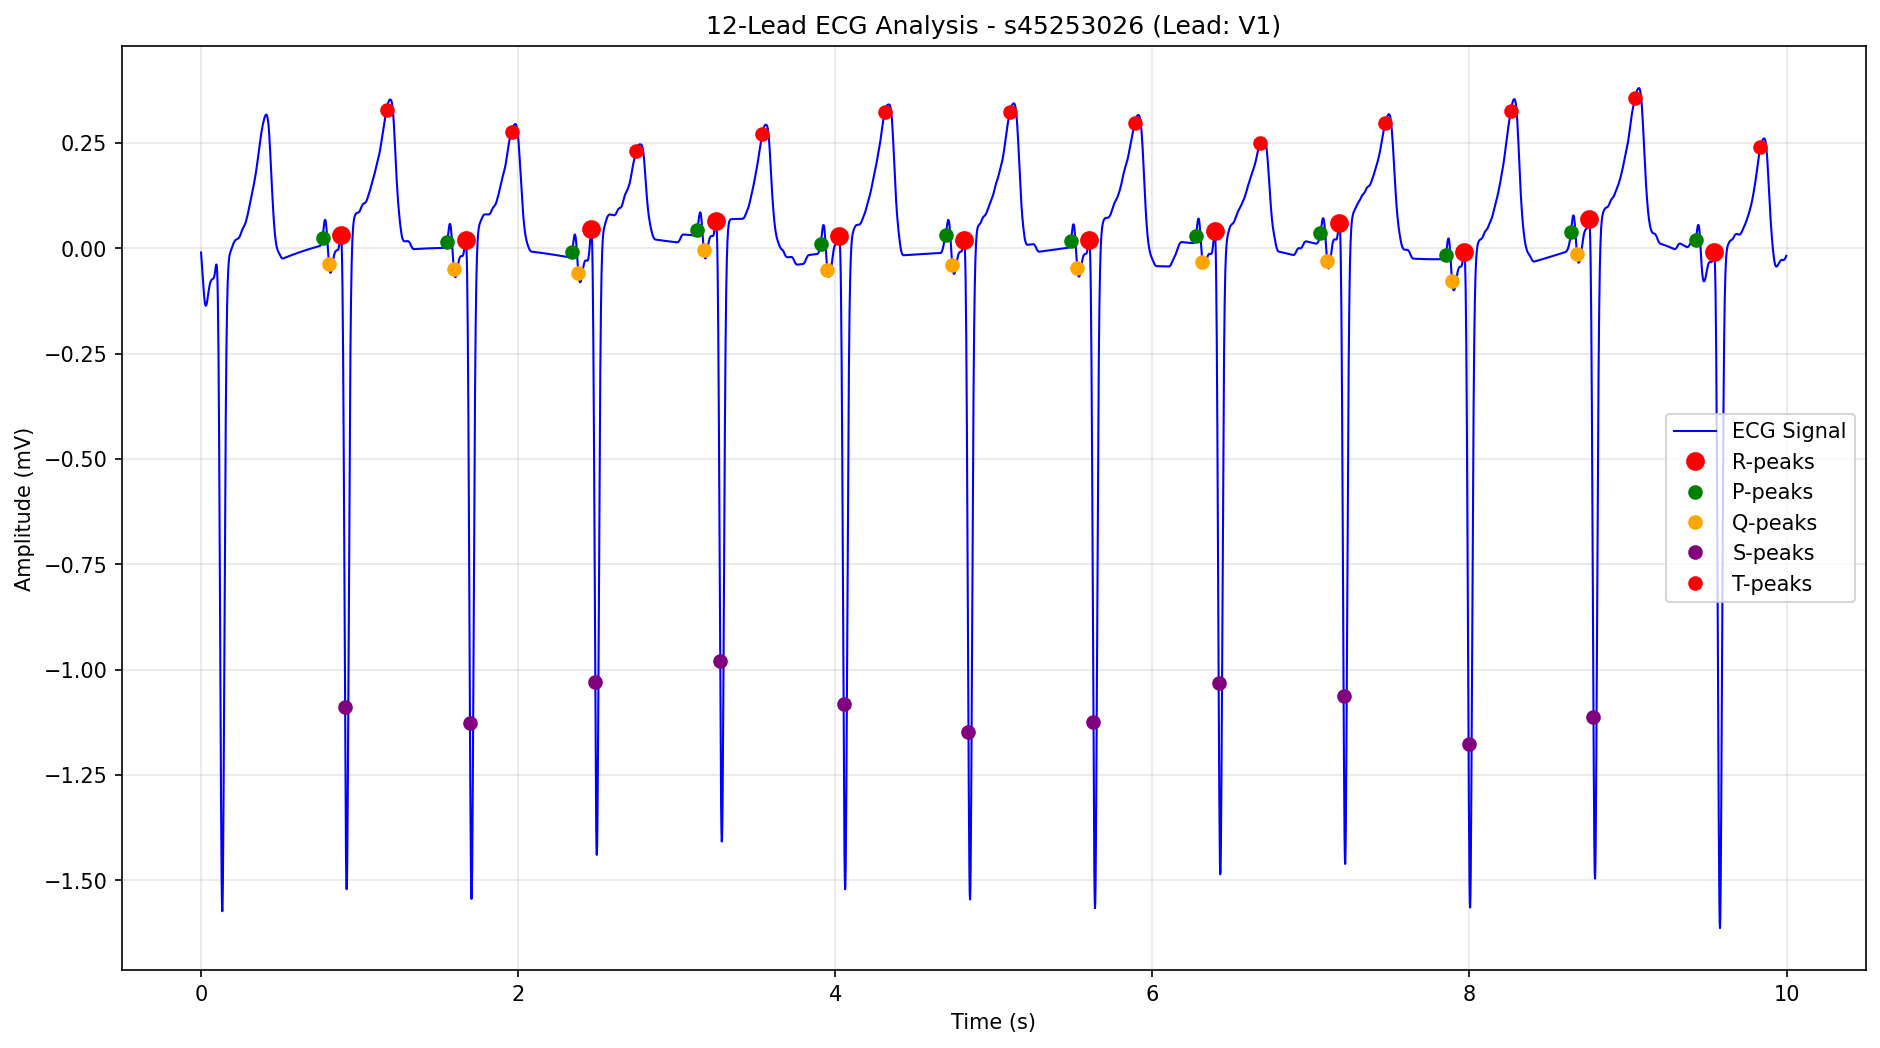 12-Lead ECG Analysis - s45253026 (Lead: V1)
Amplitude (mV)
0.25
0.00
−0.25
−0.50
−0.75
−1.00
−1.25
−1.50
ECG Signal
R-peaks
P-peaks
Q-peaks
S-peaks
T-peaks
0 2 4 6 8 10
Time (s)